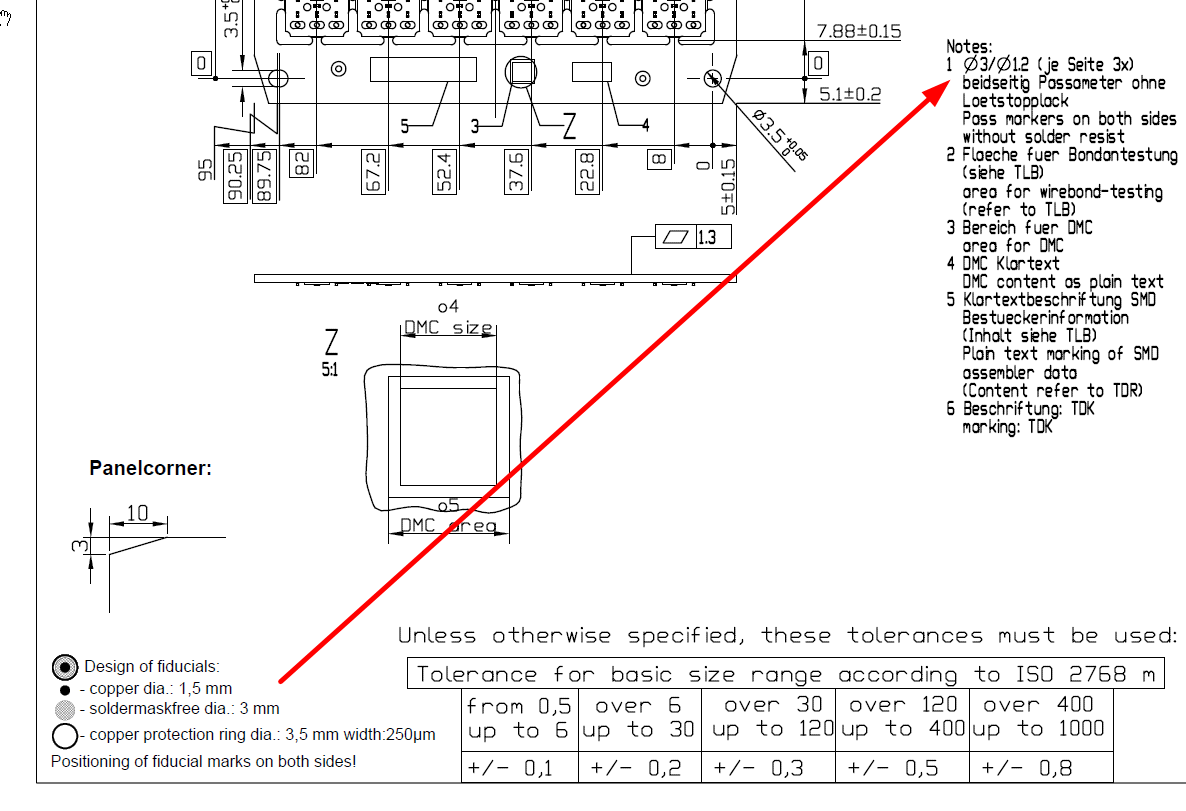 3.5±0
7.88±0.15
0
0
5.1±0.2
5
3
Z
4
Ø3.5 +0.05
0
95
90.25
89.75
82
67.2
52.4
37.6
22.8
8
0
5±0.15
1.3
Notes:
1 Ø3/Ø1.2 (je Seite 3x)
beidseitig Passameter ohne
Loetstopplack
Pass markers on both sides
without solder resist
2 Flaeche fuer Bondantestung
(siehe TLB)
area for wirebond-testing
(refer to TLB)
3 Bereich fuer DMC
area for DMC
4 DMC Klartext
DMC content as plain text
5 Klartextbeschriftung SMD
Bestueckerinformation
(Inhalt siehe TLB)
Plain text marking of SMD
assembler data
(Content refer to TDR)
6 Beschriftung: TDK
marking: TDK
Z
5:1
o4
DMC size
o5
DMC area
Panelcorner:
10
3
Design of fiducials:
- copper dia.: 1,5 mm
- soldermaskfree dia.: 3 mm
- copper protection ring dia.: 3,5 mm width:250µm
Positioning of fiducial marks on both sides!
Unless otherwise specified, these tolerances must be used:
Tolerance for basic size range according to ISO 2768 m
from 0,5 up to 6
over 6 up to 30
over 30 up to 120
over 120 up to 400
over 400 up to 1000
+/- 0,1
+/- 0,2
+/- 0,3
+/- 0,5
+/- 0,8